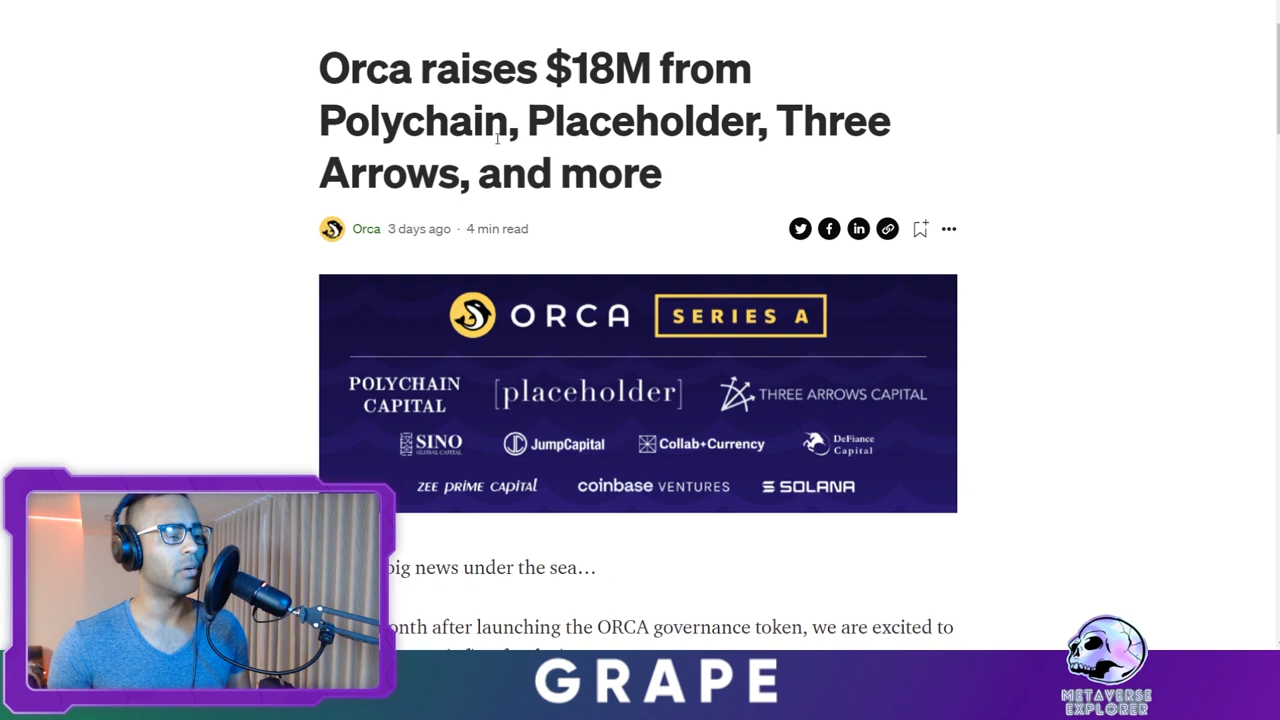 Orca raises $18M from
Polychain, Placeholder, Three
Arrows, and more
Orca 3 days ago · 4 min read
ORCA SERIES A
POLYCHAIN CAPITAL
[placeholder]
THREE ARROWS CAPITAL
SINO GLOBAL CAPITAL
JumpCapital
Collab+Currency
DeFiance Capital
ZEE PRIME CAPITAL
coinbase VENTURES
SOLANA
big news under the sea…
onth after launching the ORCA governance token, we are excited to
GRAPE
METAVERSE
EXPLORER